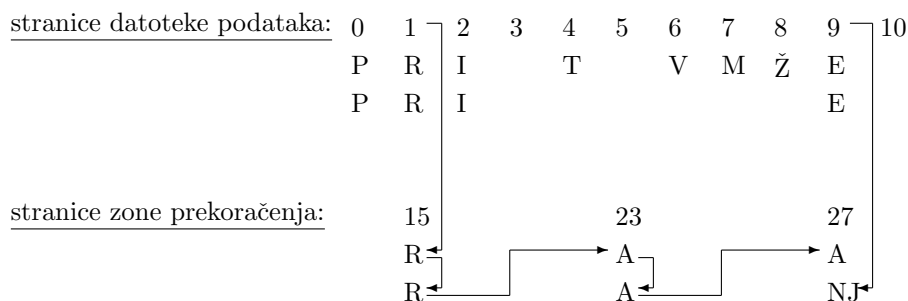 stranice datoteke podataka: 0 1 2 3 4 5 6 7 8 9 10
P R I T V M Ž E
P R I E
stranice zone prekoračenja: 15 23 27
R A A
R A NJ